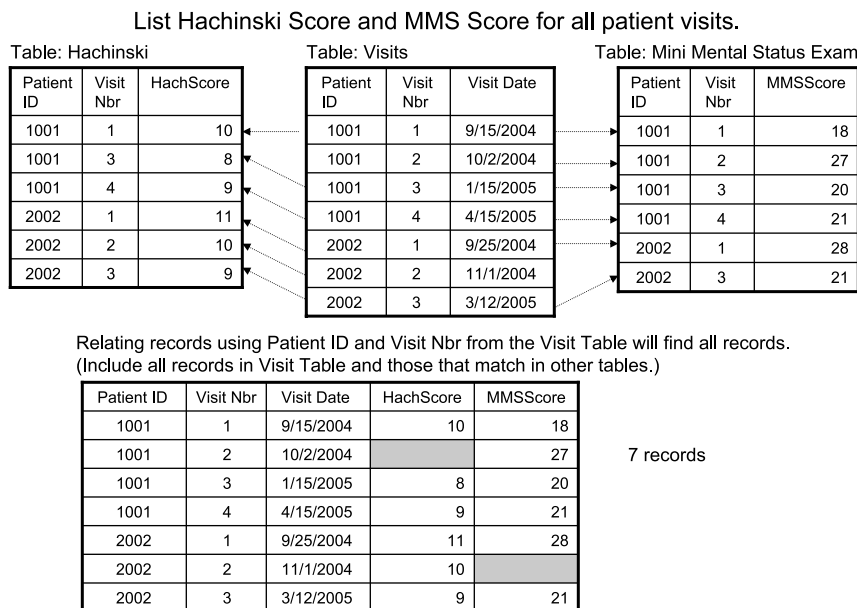 List Hachinski Score and MMS Score for all patient visits.
Table: Hachinski
Patient ID Visit Nbr HachScore
1001 1 10
1001 3 8
1001 4 9
2002 1 11
2002 2 10
2002 3 9
Table: Visits
Patient ID Visit Nbr Visit Date
1001 1 9/15/2004
1001 2 10/2/2004
1001 3 1/15/2005
1001 4 4/15/2005
2002 1 9/25/2004
2002 2 11/1/2004
2002 3 3/12/2005
Table: Mini Mental Status Exam
Patient ID Visit Nbr MMSScore
1001 1 18
1001 2 27
1001 3 20
1001 4 21
2002 1 28
2002 3 21
Relating records using Patient ID and Visit Nbr from the Visit Table will find all records.
(Include all records in Visit Table and those that match in other tables.)
Patient ID Visit Nbr Visit Date HachScore MMSScore
1001 1 9/15/2004 10 18
1001 2 10/2/2004 27
1001 3 1/15/2005 8 20
1001 4 4/15/2005 9 21
2002 1 9/25/2004 11 28
2002 2 11/1/2004 10
2002 3 3/12/2005 9 21
7 records